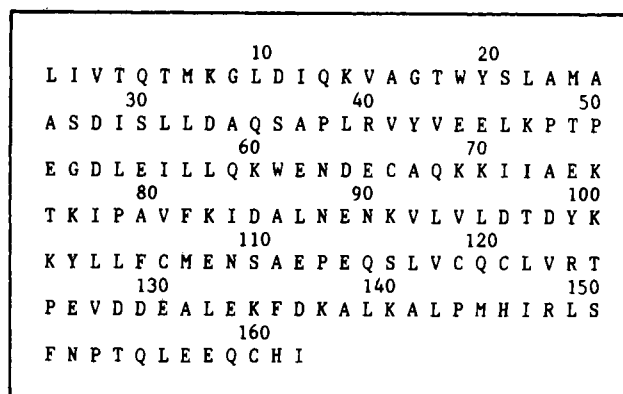 10 20
L I V T Q T M K G L D I Q K V A G T W Y S L A M A
30 40 50
A S D I S L L D A Q S A P L R V Y V E E L K P T P
60 70
E G D L E I L L Q K W E N D E C A Q K K I I A E K
80 90 100
T K I P A V F K I D A L N E N K V L V L D T D Y K
110 120
K Y L L F C M E N S A E P E Q S L V C Q C L V R T
130 140 150
P E V D D E A L E K F D K A L K A L P M H I R L S
160
F N P T Q L E E Q C H I